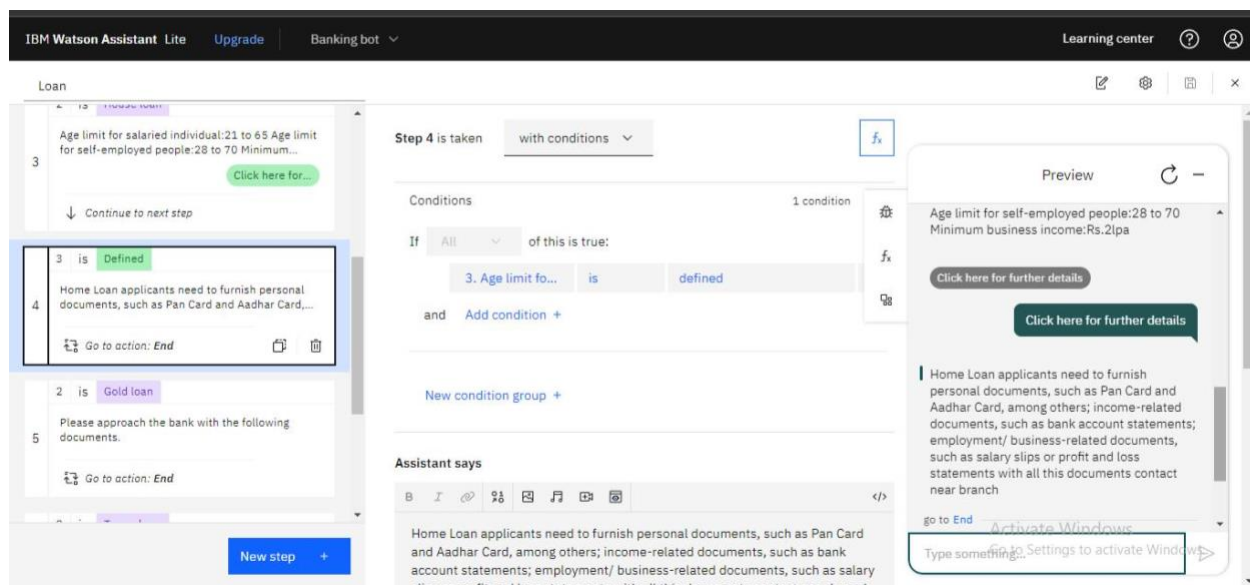 IBM Watson Assistant Lite Upgrade Banking bot Learning center
Loan
2 is House loan
3
Age limit for salaried individual:21 to 65 Age limit
for self-employed people:28 to 70 Minimum...
Click here for...
Continue to next step
3 is Defined
4
Home Loan applicants need to furnish personal
documents, such as Pan Card and Aadhar Card,...
Go to action: End
2 is Gold loan
5
Please approach the bank with the following
documents.
Go to action: End
New step +
Step 4 is taken with conditions
fx
Conditions 1 condition
If All of this is true:
3. Age limit fo... is defined
and Add condition +
New condition group +
fx
Assistant says
B I </>
Home Loan applicants need to furnish personal documents, such as Pan Card
and Aadhar Card, among others; income-related documents, such as bank
account statements; employment/ business-related documents, such as salary
Preview
Age limit for self-employed people:28 to 70
Minimum business income:Rs.2lpa
Click here for further details
Click here for further details
Home Loan applicants need to furnish
personal documents, such as Pan Card and
Aadhar Card, among others; income-related
documents, such as bank account statements;
employment/ business-related documents,
such as salary slips or profit and loss
statements with all this documents contact
near branch
go to End
Activate Windows
Type something...
Go to Settings to activate Windows.